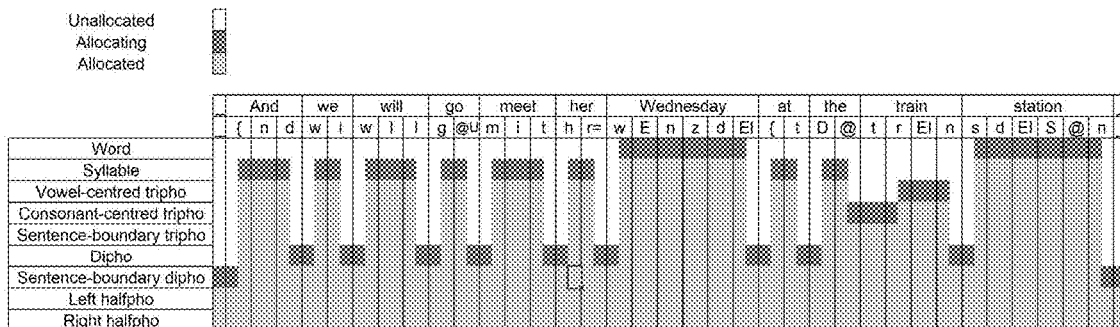 Unallocated
Allocating
Allocated
_ And we will go meet her Wednesday at the train station _
{ n d w i w I l g @U m i t h r= w E n z d EI { t D @ t r EI n s d EI S @ n
Word
Syllable
Vowel-centred tripho
Consonant-centred tripho
Sentence-boundary tripho
Dipho
Sentence-boundary dipho
Left halfpho
Right halfpho